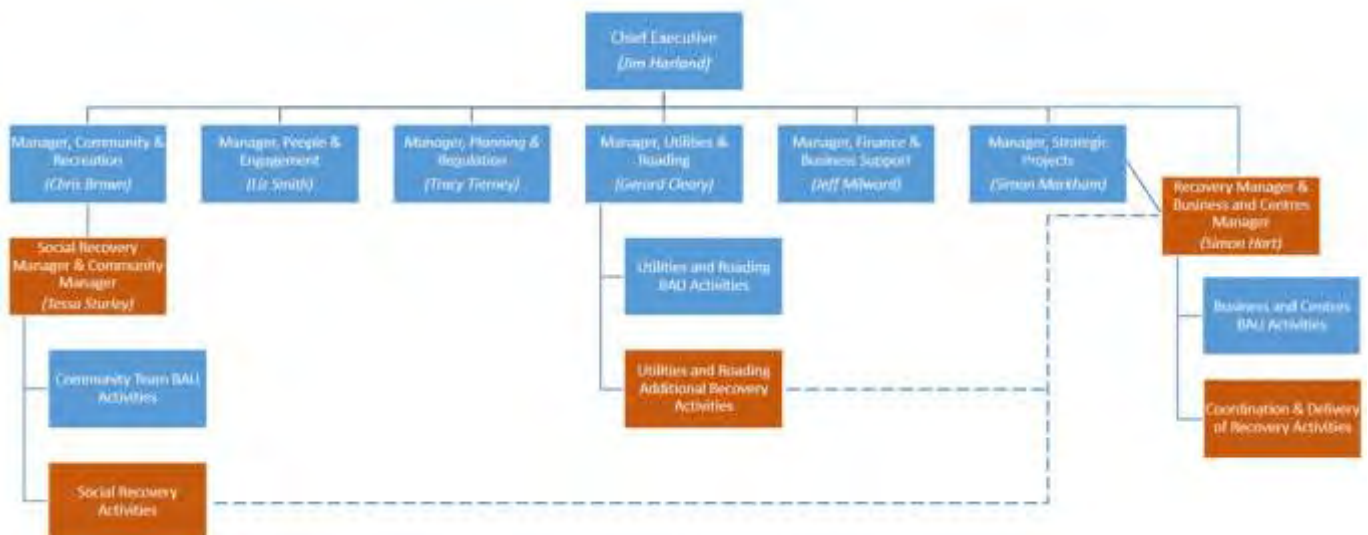 Chief Executive
(Jim Harland)
Manager, Community &
Recreation
(Chris Brown)
Manager, People &
Engagement
(Liz Smith)
Manager, Planning &
Regulation
(Tracy Tierney)
Manager, Utilities &
Roading
(Gerard Cleary)
Manager, Finance &
Business Support
(Jeff Milward)
Manager, Strategic
Projects
(Simon Markham)
Recovery Manager &
Business and Centres
Manager
(Simon Hart)
Social Recovery
Manager & Community
Manager
(Tessa Sturley)
Utilities and Roading
BAU Activities
Business and Centres
BAU Activities
Community Team BAU
Activities
Utilities and Roading
Additional Recovery
Activities
Coordination & Delivery
of Recovery Activities
Social Recovery
Activities